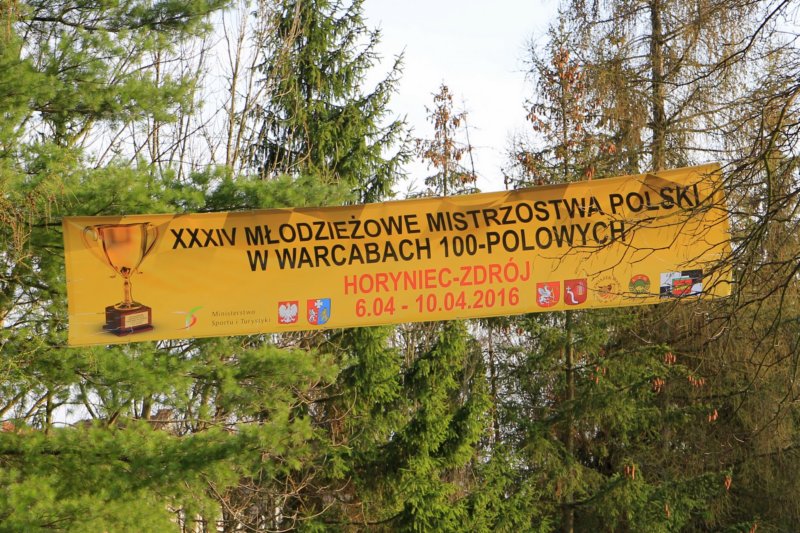 XXXIV MŁODZIEŻOWE MISTRZOSTWA POLSKI
W WARCABACH 100-POLOWYCH
HORYNIEC-ZDRÓJ
6.04 - 10.04.2016
Ministerstwo
Sportu i Turystyki